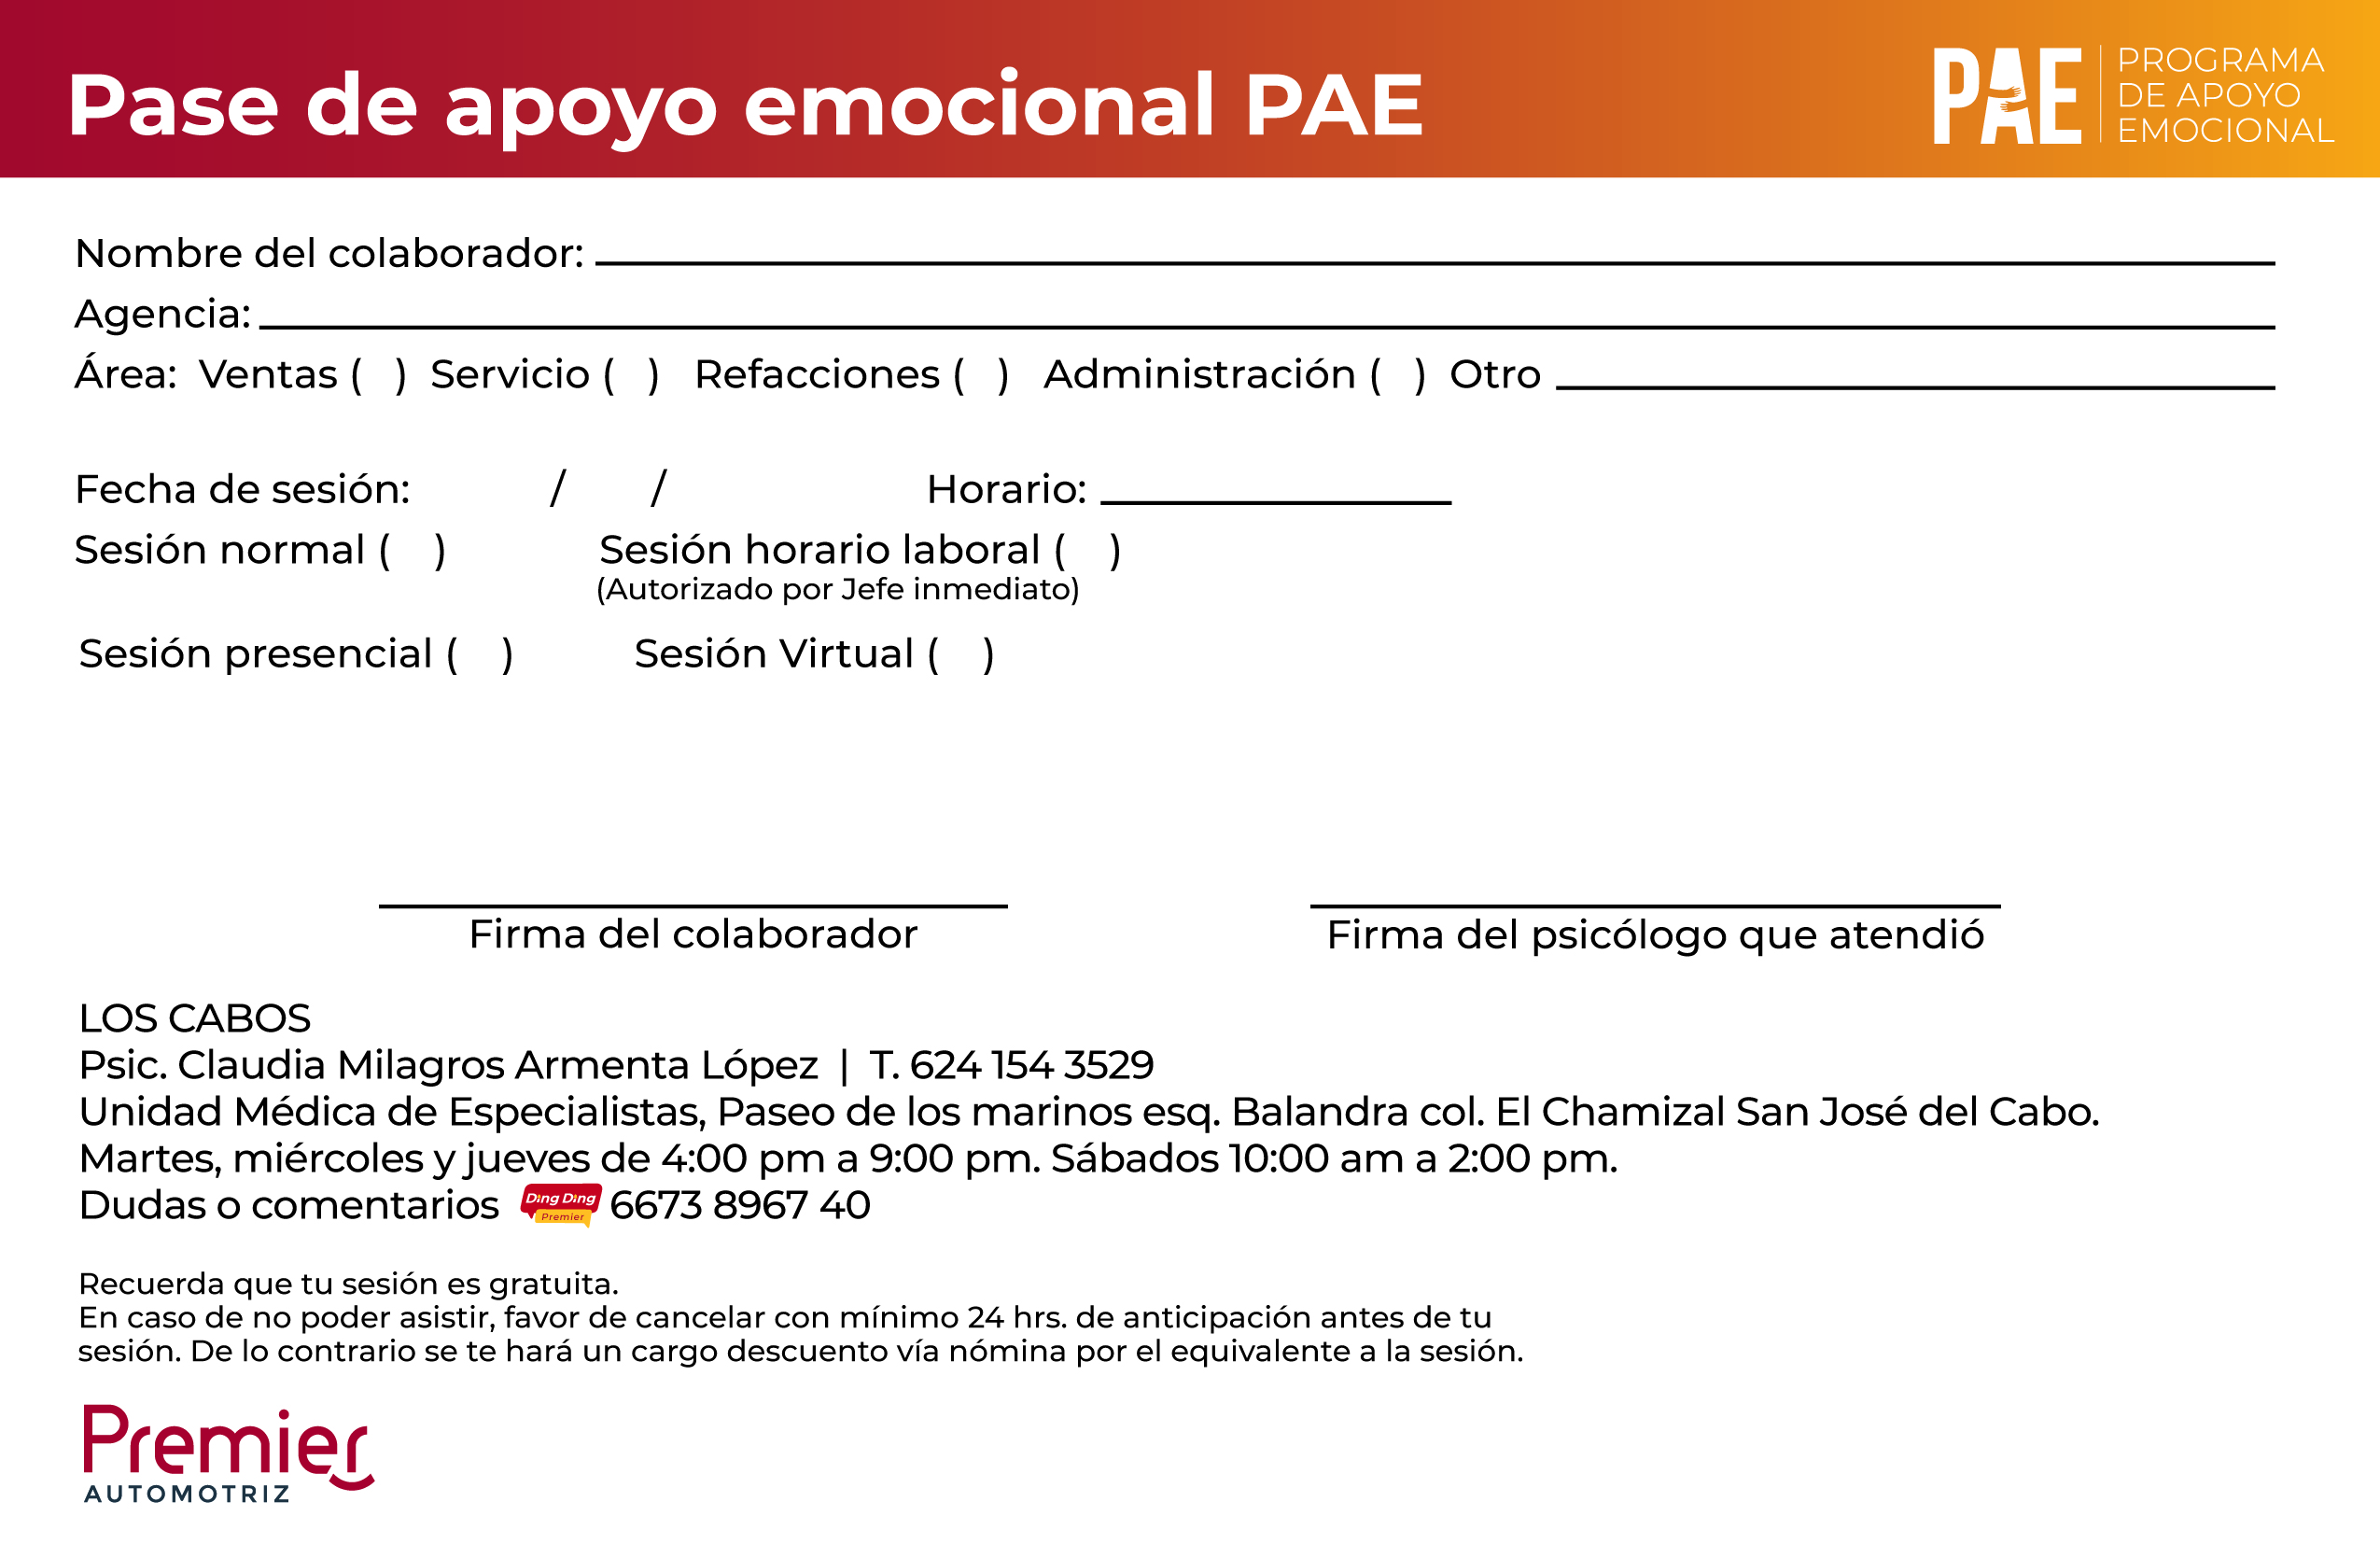 Pase de apoyo emocional PAE
PAE
PROGRAMA
DE APOYO
EMOCIONAL
Nombre del colaborador: ____
Agencia: ____
Área: Ventas ( ) Servicio ( ) Refacciones ( ) Administración ( ) Otro ____
Fecha de sesión: / / Horario: ____
Sesión normal ( ) Sesión horario laboral ( )
(Autorizado por Jefe inmediato)
Sesión presencial ( ) Sesión Virtual ( )
Firma del colaborador Firma del psicólogo que atendió
LOS CABOS
Psic. Claudia Milagros Armenta López | T. 624 154 3529
Unidad Médica de Especialistas, Paseo de los marinos esq. Balandra col. El Chamizal San José del Cabo.
Martes, miércoles y jueves de 4:00 pm a 9:00 pm. Sábados 10:00 am a 2:00 pm.
Dudas o comentarios Ding Ding Premier 6673 8967 40
Recuerda que tu sesión es gratuita.
En caso de no poder asistir, favor de cancelar con mínimo 24 hrs. de anticipación antes de tu
sesión. De lo contrario se te hará un cargo descuento vía nómina por el equivalente a la sesión.
Premier
AUTOMOTRIZ